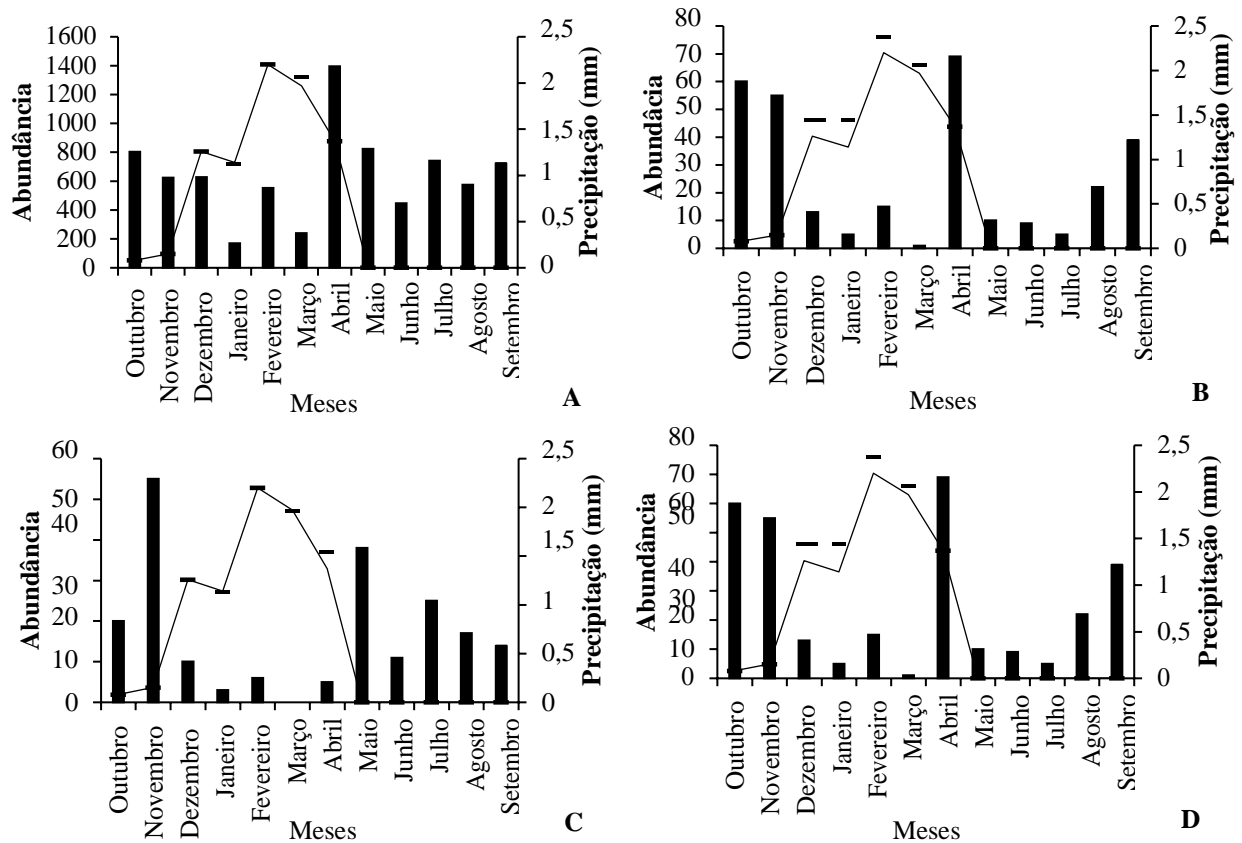 1600
1400
1200
1000
800
600
400
200
0
Abundância
2,5
2
1,5
1
0,5
0
Precipitação (mm)
Outubro
Novembro
Dezembro
Janeiro
Fevereiro
Março
Abril
Maio
Junho
Julho
Agosto
Setembro
Meses
A
80
70
60
50
40
30
20
10
0
Abundácia
2,5
2
1,5
1
0,5
0
Precipitação (mm)
Outubro
Novembro
Dezembro
Janeiro
Fevereiro
Março
Abril
Maio
Junho
Julho
Agosto
Setembro
Meses
B
60
50
40
30
20
10
0
Abundância
2,5
2
1,5
1
0,5
0
Precipitação (mm)
Outubro
Novembro
Dezembro
Janeiro
Fevereiro
Março
Abril
Maio
Junho
Julho
Agosto
Setembro
Meses
C
80
70
60
50
40
30
20
10
0
Abundância
2,5
2
1,5
1
0,5
0
Precipitação (mm)
Outubro
Novembro
Dezembro
Janeiro
Fevereiro
Março
Abril
Maio
Junho
Julho
Agosto
Setembro
Meses
D